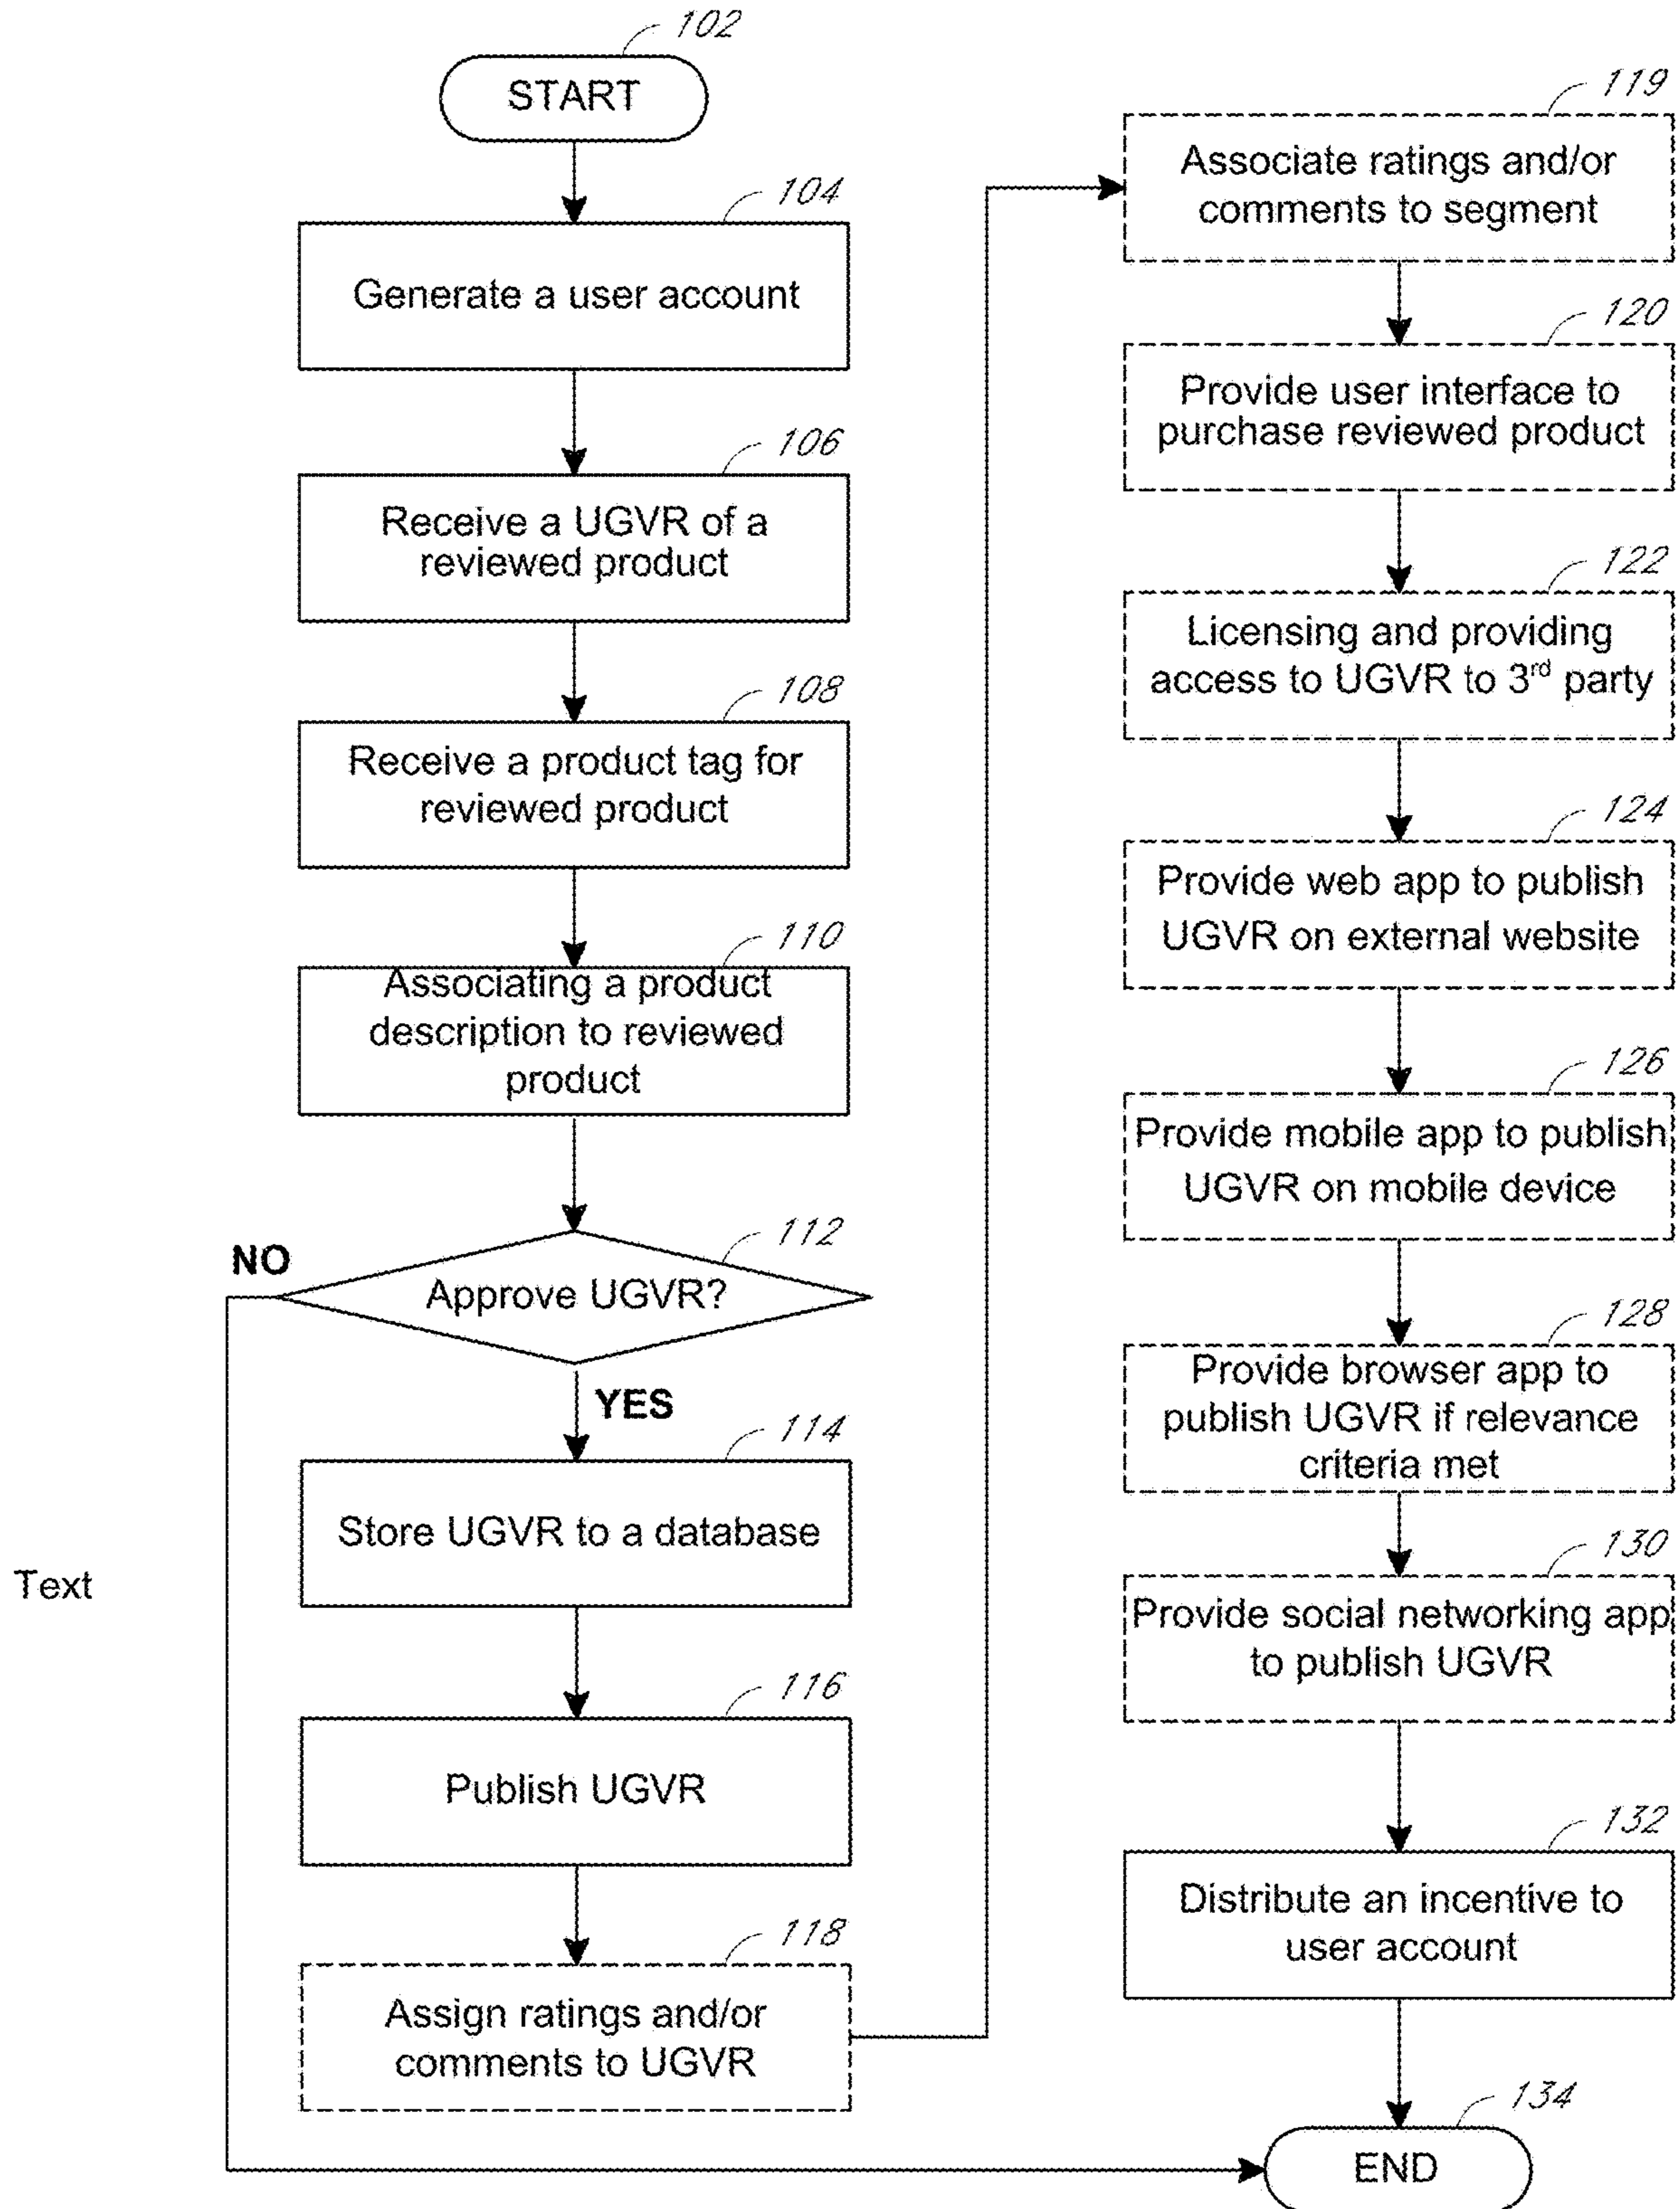 102
START
104
Generate a user account
106
Receive a UGVR of a
reviewed product
108
Receive a product tag for
reviewed product
110
Associating a product
description to reviewed
product
112
NO
Approve UGVR?
YES
114
Store UGVR to a database
Text
116
Publish UGVR
118
Assign ratings and/or
comments to UGVR
119
Associate ratings and/or
comments to segment
120
Provide user interface to
purchase reviewed product
122
Licensing and providing
access to UGVR to 3rd party
124
Provide web app to publish
UGVR on external website
126
Provide mobile app to publish
UGVR on mobile device
128
Provide browser app to
publish UGVR if relevance
criteria met
130
Provide social networking app
to publish UGVR
132
Distribute an incentive to
user account
134
END